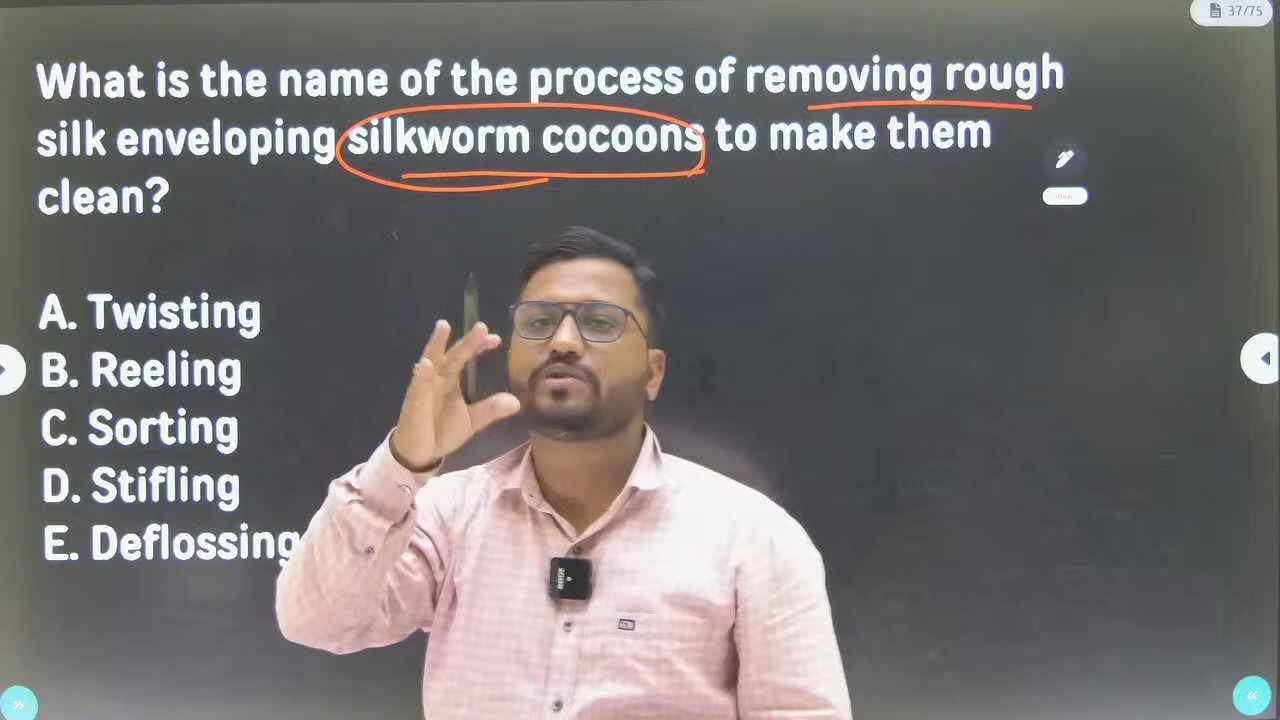 37/75
What is the name of the process of removing rough
silk enveloping silkworm cocoons to make them
clean?
A. Twisting
B. Reeling
C. Sorting
D. Stifling
E. Deflossing